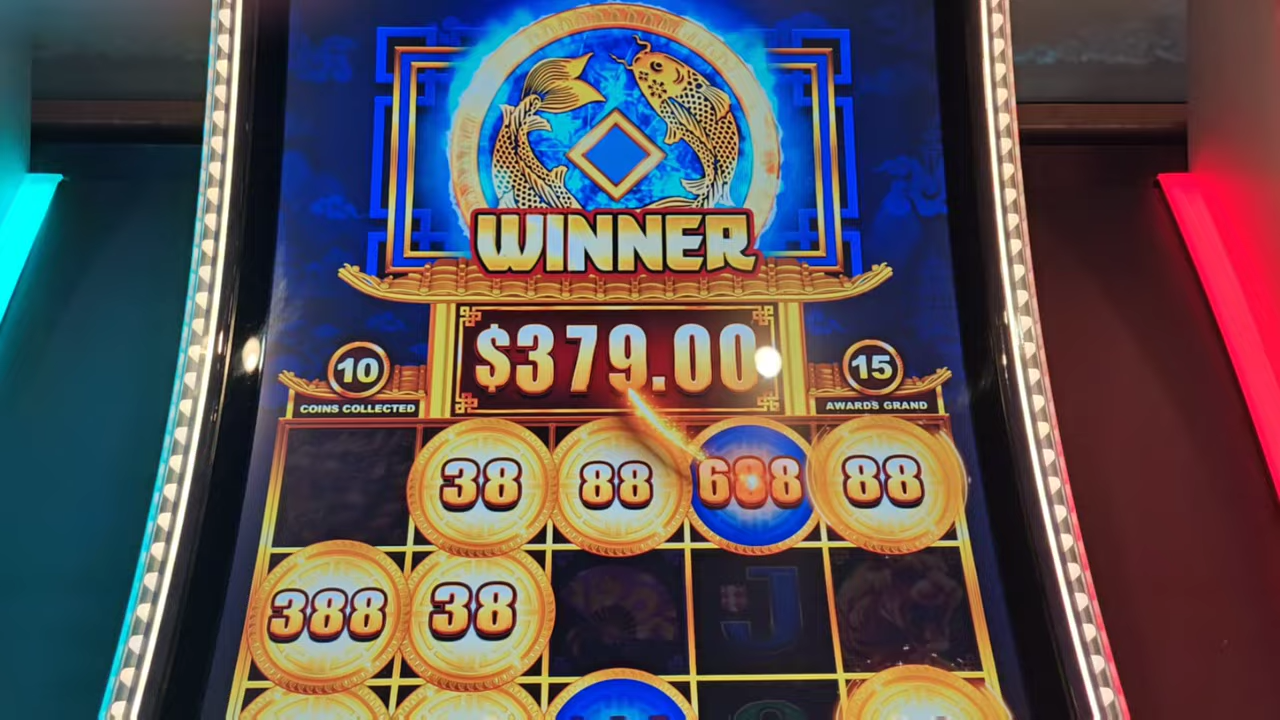 WINNER
$379.00
10
15
COINS COLLECTED
AWARDS GRAND
38 88 688 88
388 38 J